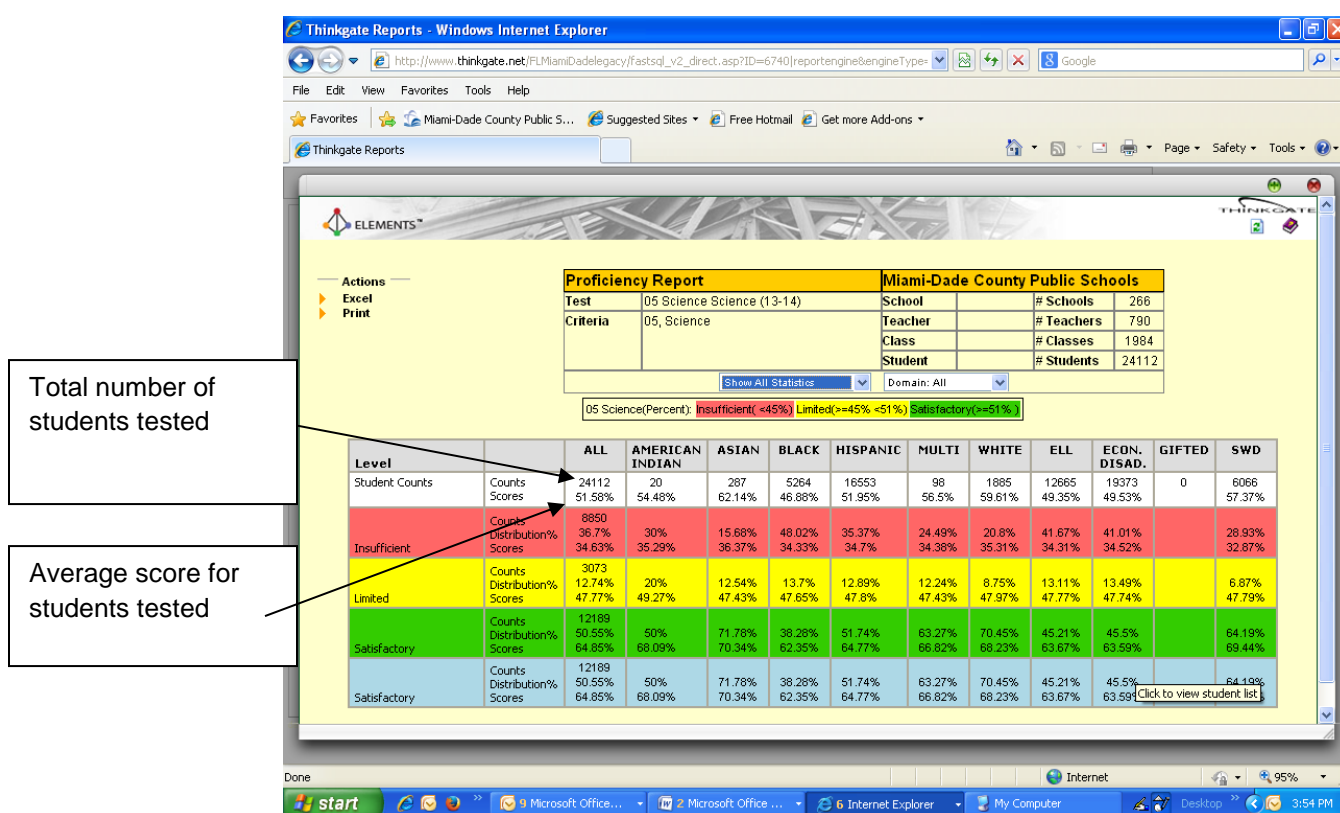 Thinkgate Reports - Windows Internet Explorer
http://www.thinkgate.net/FLMiamiDadelegacy/fastsql_v2_direct.asp?ID=6740|reportengine&engineType=
Google
File Edit View Favorites Tools Help
Favorites Miami-Dade County Public S... Suggested Sites Free Hotmail Get more Add-ons
Thinkgate Reports Page Safety Tools
ELEMENTS™ THINKGATE
Actions
Excel
Print
Proficiency Report Miami-Dade County Public Schools
Test 05 Science Science (13-14) School # Schools 266
Criteria 05, Science Teacher # Teachers 790
Class # Classes 1984
Student # Students 24112
Show All Statistics Domain: All
05 Science(Percent): Insufficient( <45%) Limited(>=45% <51%) Satisfactory(>=51% )
Total number of
students tested
Average score for
students tested
Level ALL AMERICAN INDIAN ASIAN BLACK HISPANIC MULTI WHITE ELL ECON. DISAD. GIFTED SWD
Student Counts Counts 24112 20 287 5264 16553 98 1885 12665 19373 0 6066
Scores 51.58% 54.48% 62.14% 46.88% 51.95% 56.5% 59.61% 49.35% 49.53% 57.37%
Counts 8850
Distribution% 36.7% 30% 15.68% 48.02% 35.37% 24.49% 20.8% 41.67% 41.01% 28.93%
Insufficient Scores 34.63% 35.29% 36.37% 34.33% 34.7% 34.38% 35.31% 34.31% 34.52% 32.87%
Counts 3073
Distribution% 12.74% 20% 12.54% 13.7% 12.89% 12.24% 8.75% 13.11% 13.49% 6.87%
Limited Scores 47.77% 49.27% 47.43% 47.65% 47.8% 47.43% 47.97% 47.77% 47.74% 47.79%
Counts 12189
Distribution% 50.55% 50% 71.78% 38.28% 51.74% 63.27% 70.45% 45.21% 45.5% 64.19%
Satisfactory Scores 64.85% 68.09% 70.34% 62.35% 64.77% 66.82% 68.23% 63.67% 63.59% 69.44%
Counts 12189
Distribution% 50.55% 50% 71.78% 38.28% 51.74% 63.27% 70.45% 45.21% 45.5% 64.19%
Satisfactory Scores 64.85% 68.09% 70.34% 62.35% 64.77% 66.82% 68.23% 63.67% 63.59%
Click to view student list
Done Internet 95%
start 9 Microsoft Office... 2 Microsoft Office ... 6 Internet Explorer My Computer Desktop 3:54 PM